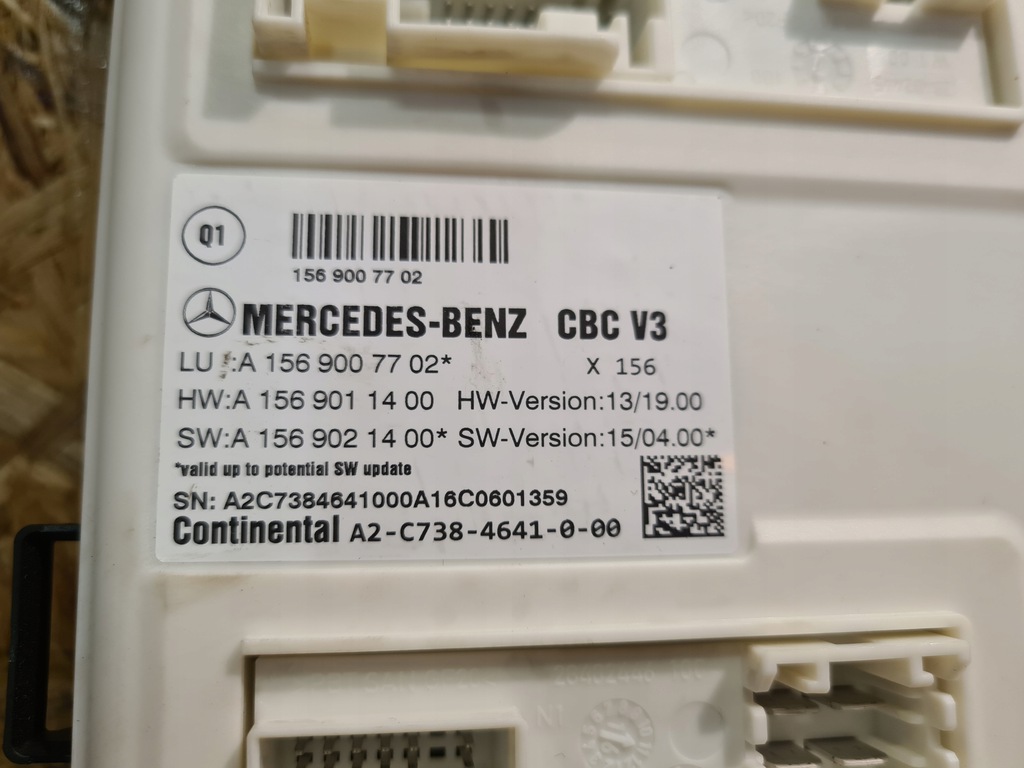 Q1
156 900 77 02
MERCEDES-BENZ CBC V3
LU :A 156 900 77 02* X 156
HW:A 156 901 14 00 HW-Version:13/19.00
SW:A 156 902 14 00* SW-Version:15/04.00*
*valid up to potential SW update
SN: A2C7384641000A16C0601359
Continental A2-C738-4641-0-00